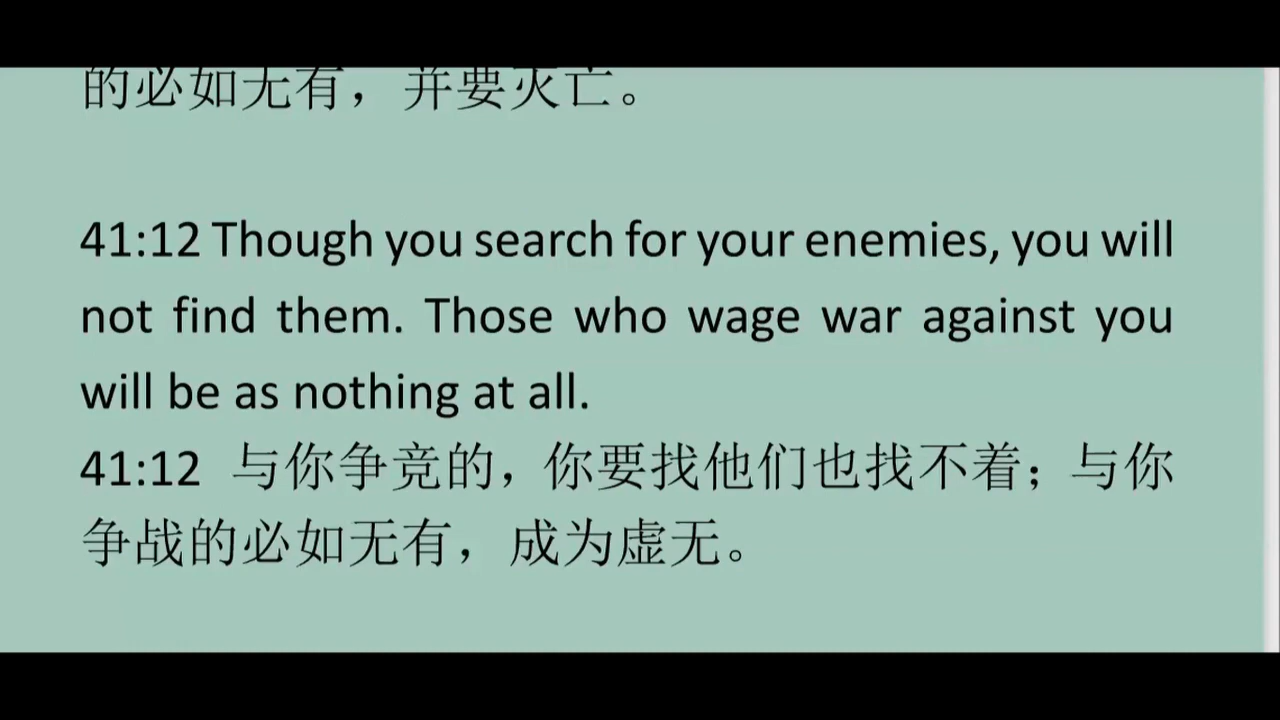 的必如无有，并要灭亡。
41:12 Though you search for your enemies, you will
not find them. Those who wage war against you
will be as nothing at all.
41:12 与你争竞的，你要找他们也找不着；与你
争战的必如无有，成为虚无。